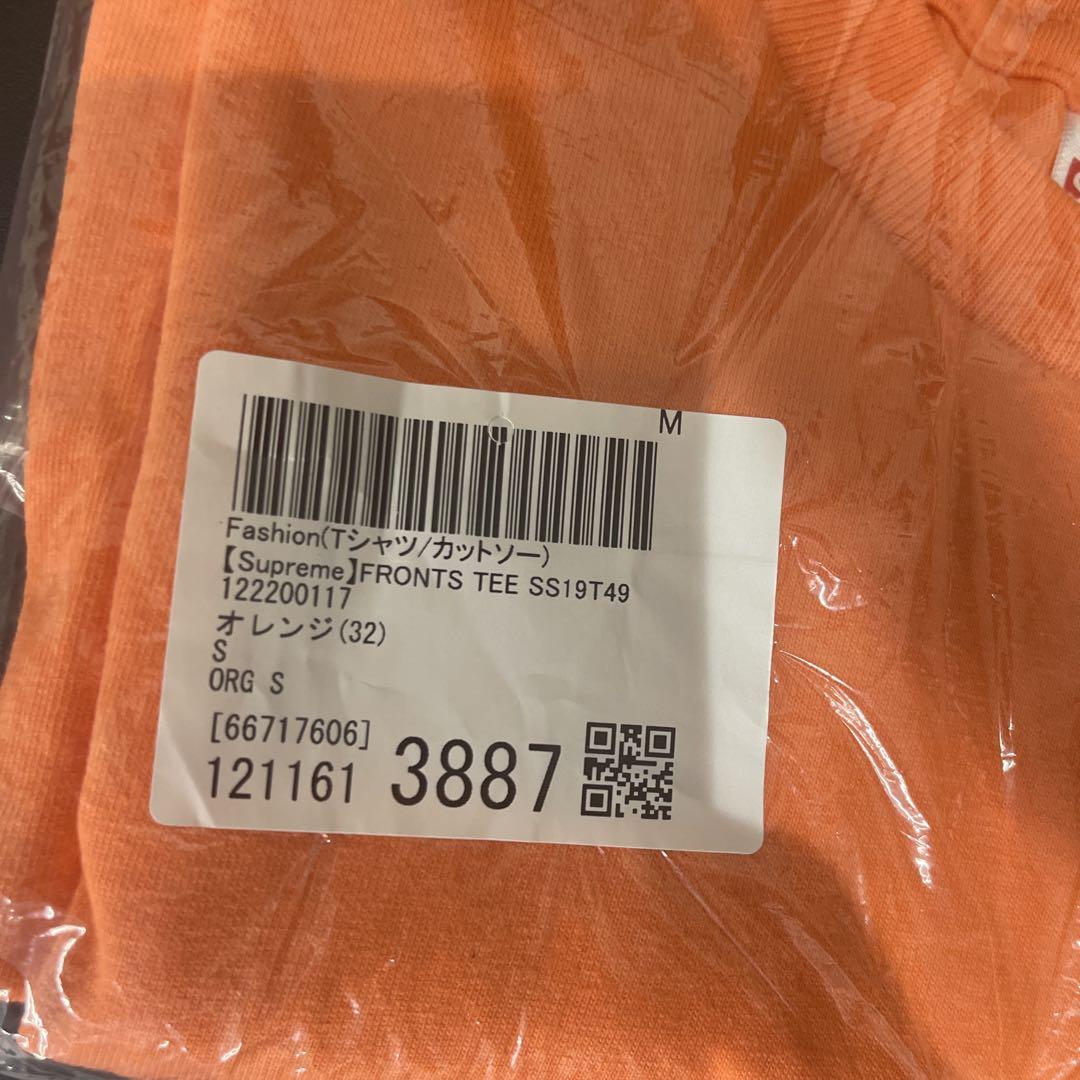 M
Fashion(Tシャツ/カットソー)
【Supreme】FRONTS TEE SS19T49
122200117
オレンジ(32)
S
ORG S
[66717606]
121161 3887